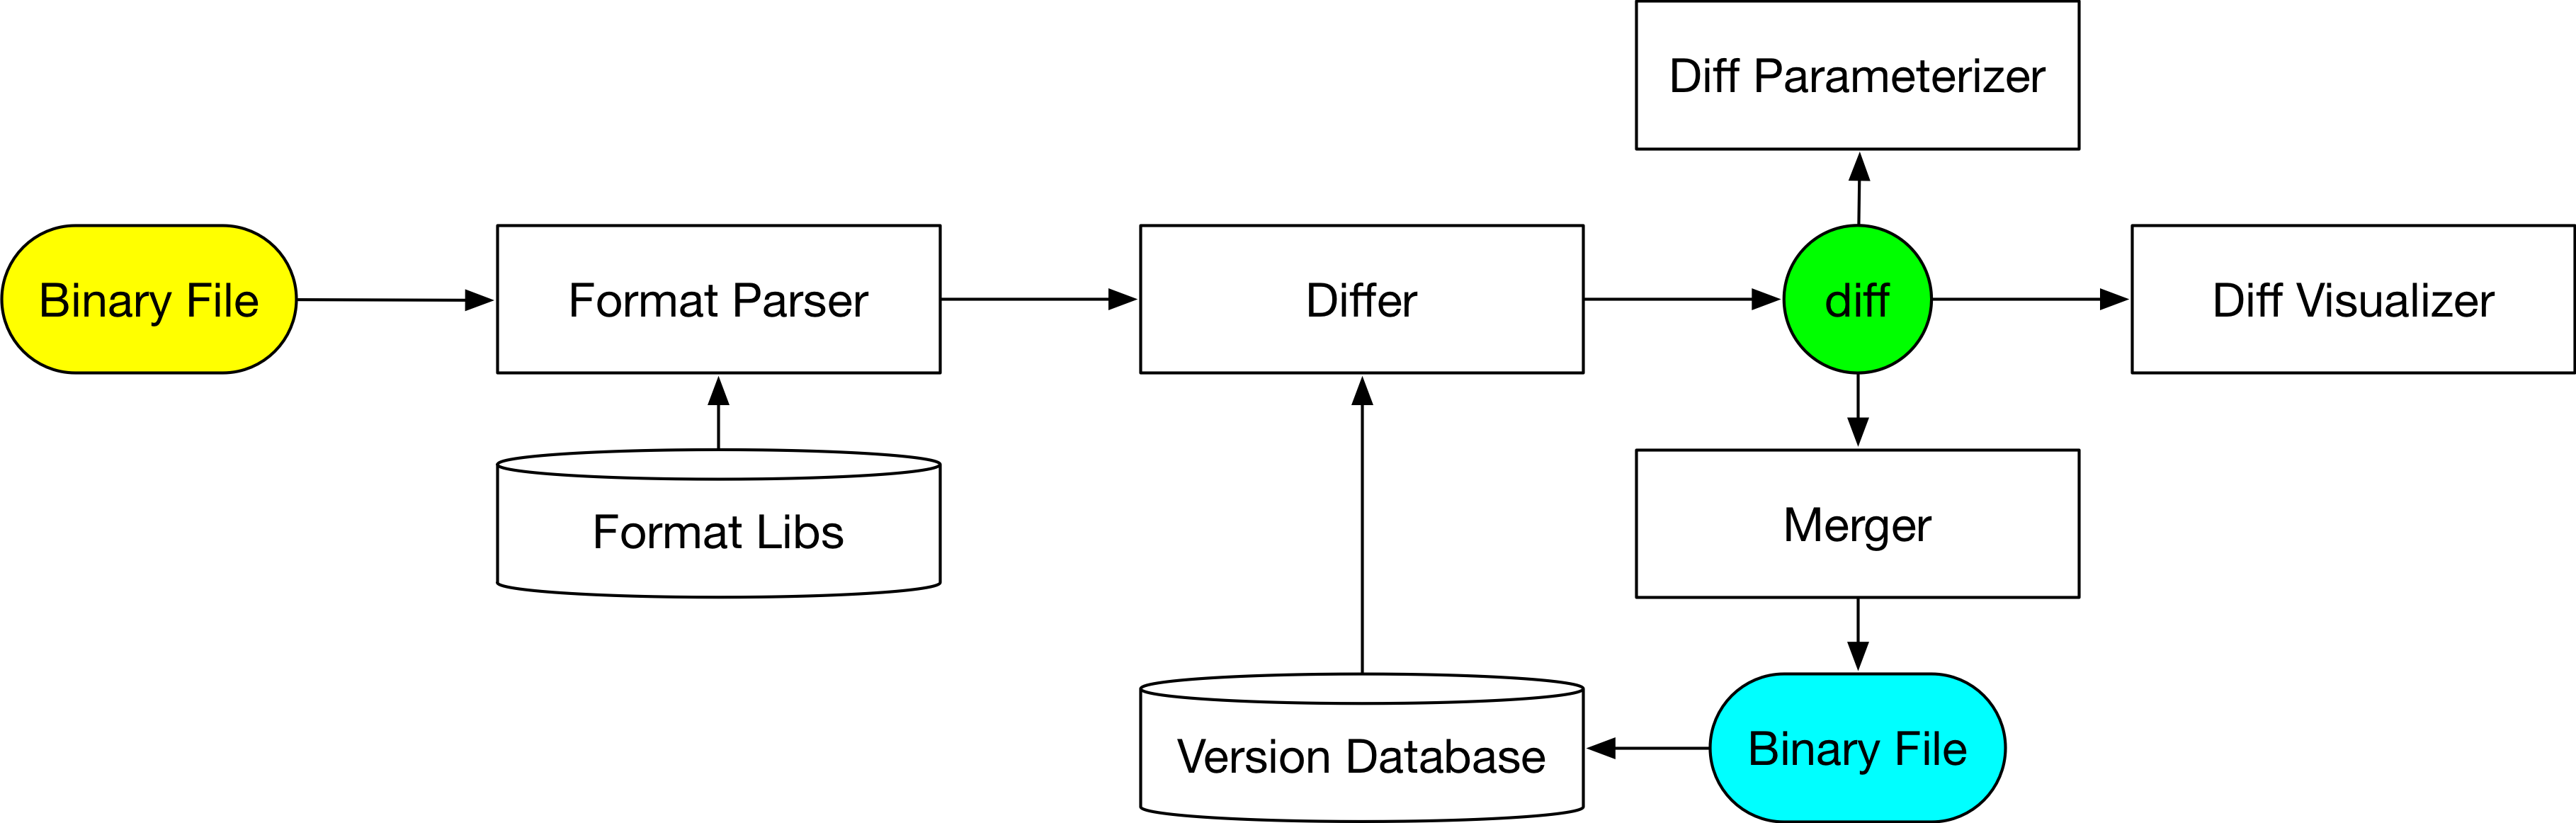 Diff Parameterizer
Binary File
Format Parser
Differ
diff
Diff Visualizer
Format Libs
Merger
Version Database
Binary File